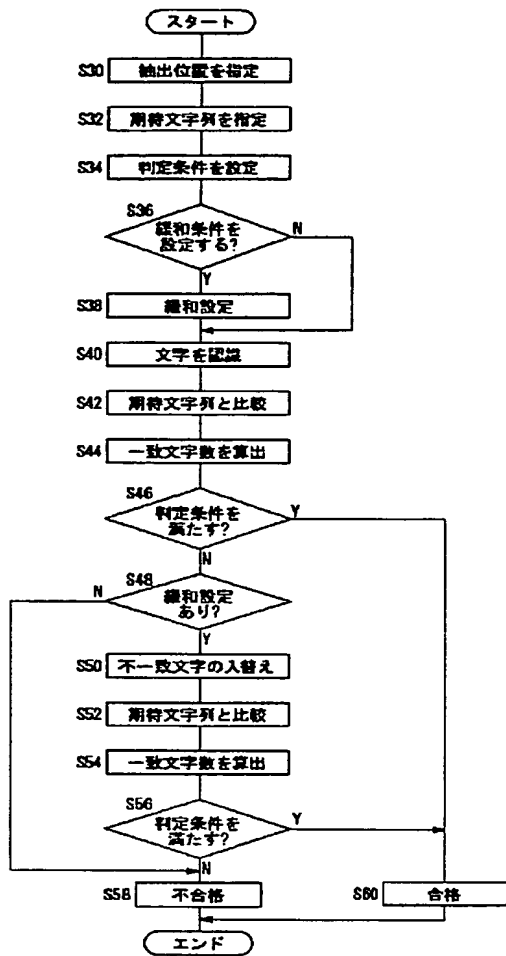 スタート
S30 抽出位置を指定
S32 期待文字列を指定
S34 判定条件を設定
S36
緩和条件を
設定する?
N
Y
S38 緩和設定
S40 文字を認識
S42 期待文字列と比較
S44 一致文字数を算出
S46
判定条件を
満たす?
Y
N
S48
緩和設定
あり?
N
Y
S50 不一致文字の入替え
S52 期待文字列と比較
S54 一致文字数を算出
S56
判定条件を
満たす?
Y
N
S58 不合格
S60 合格
エンド